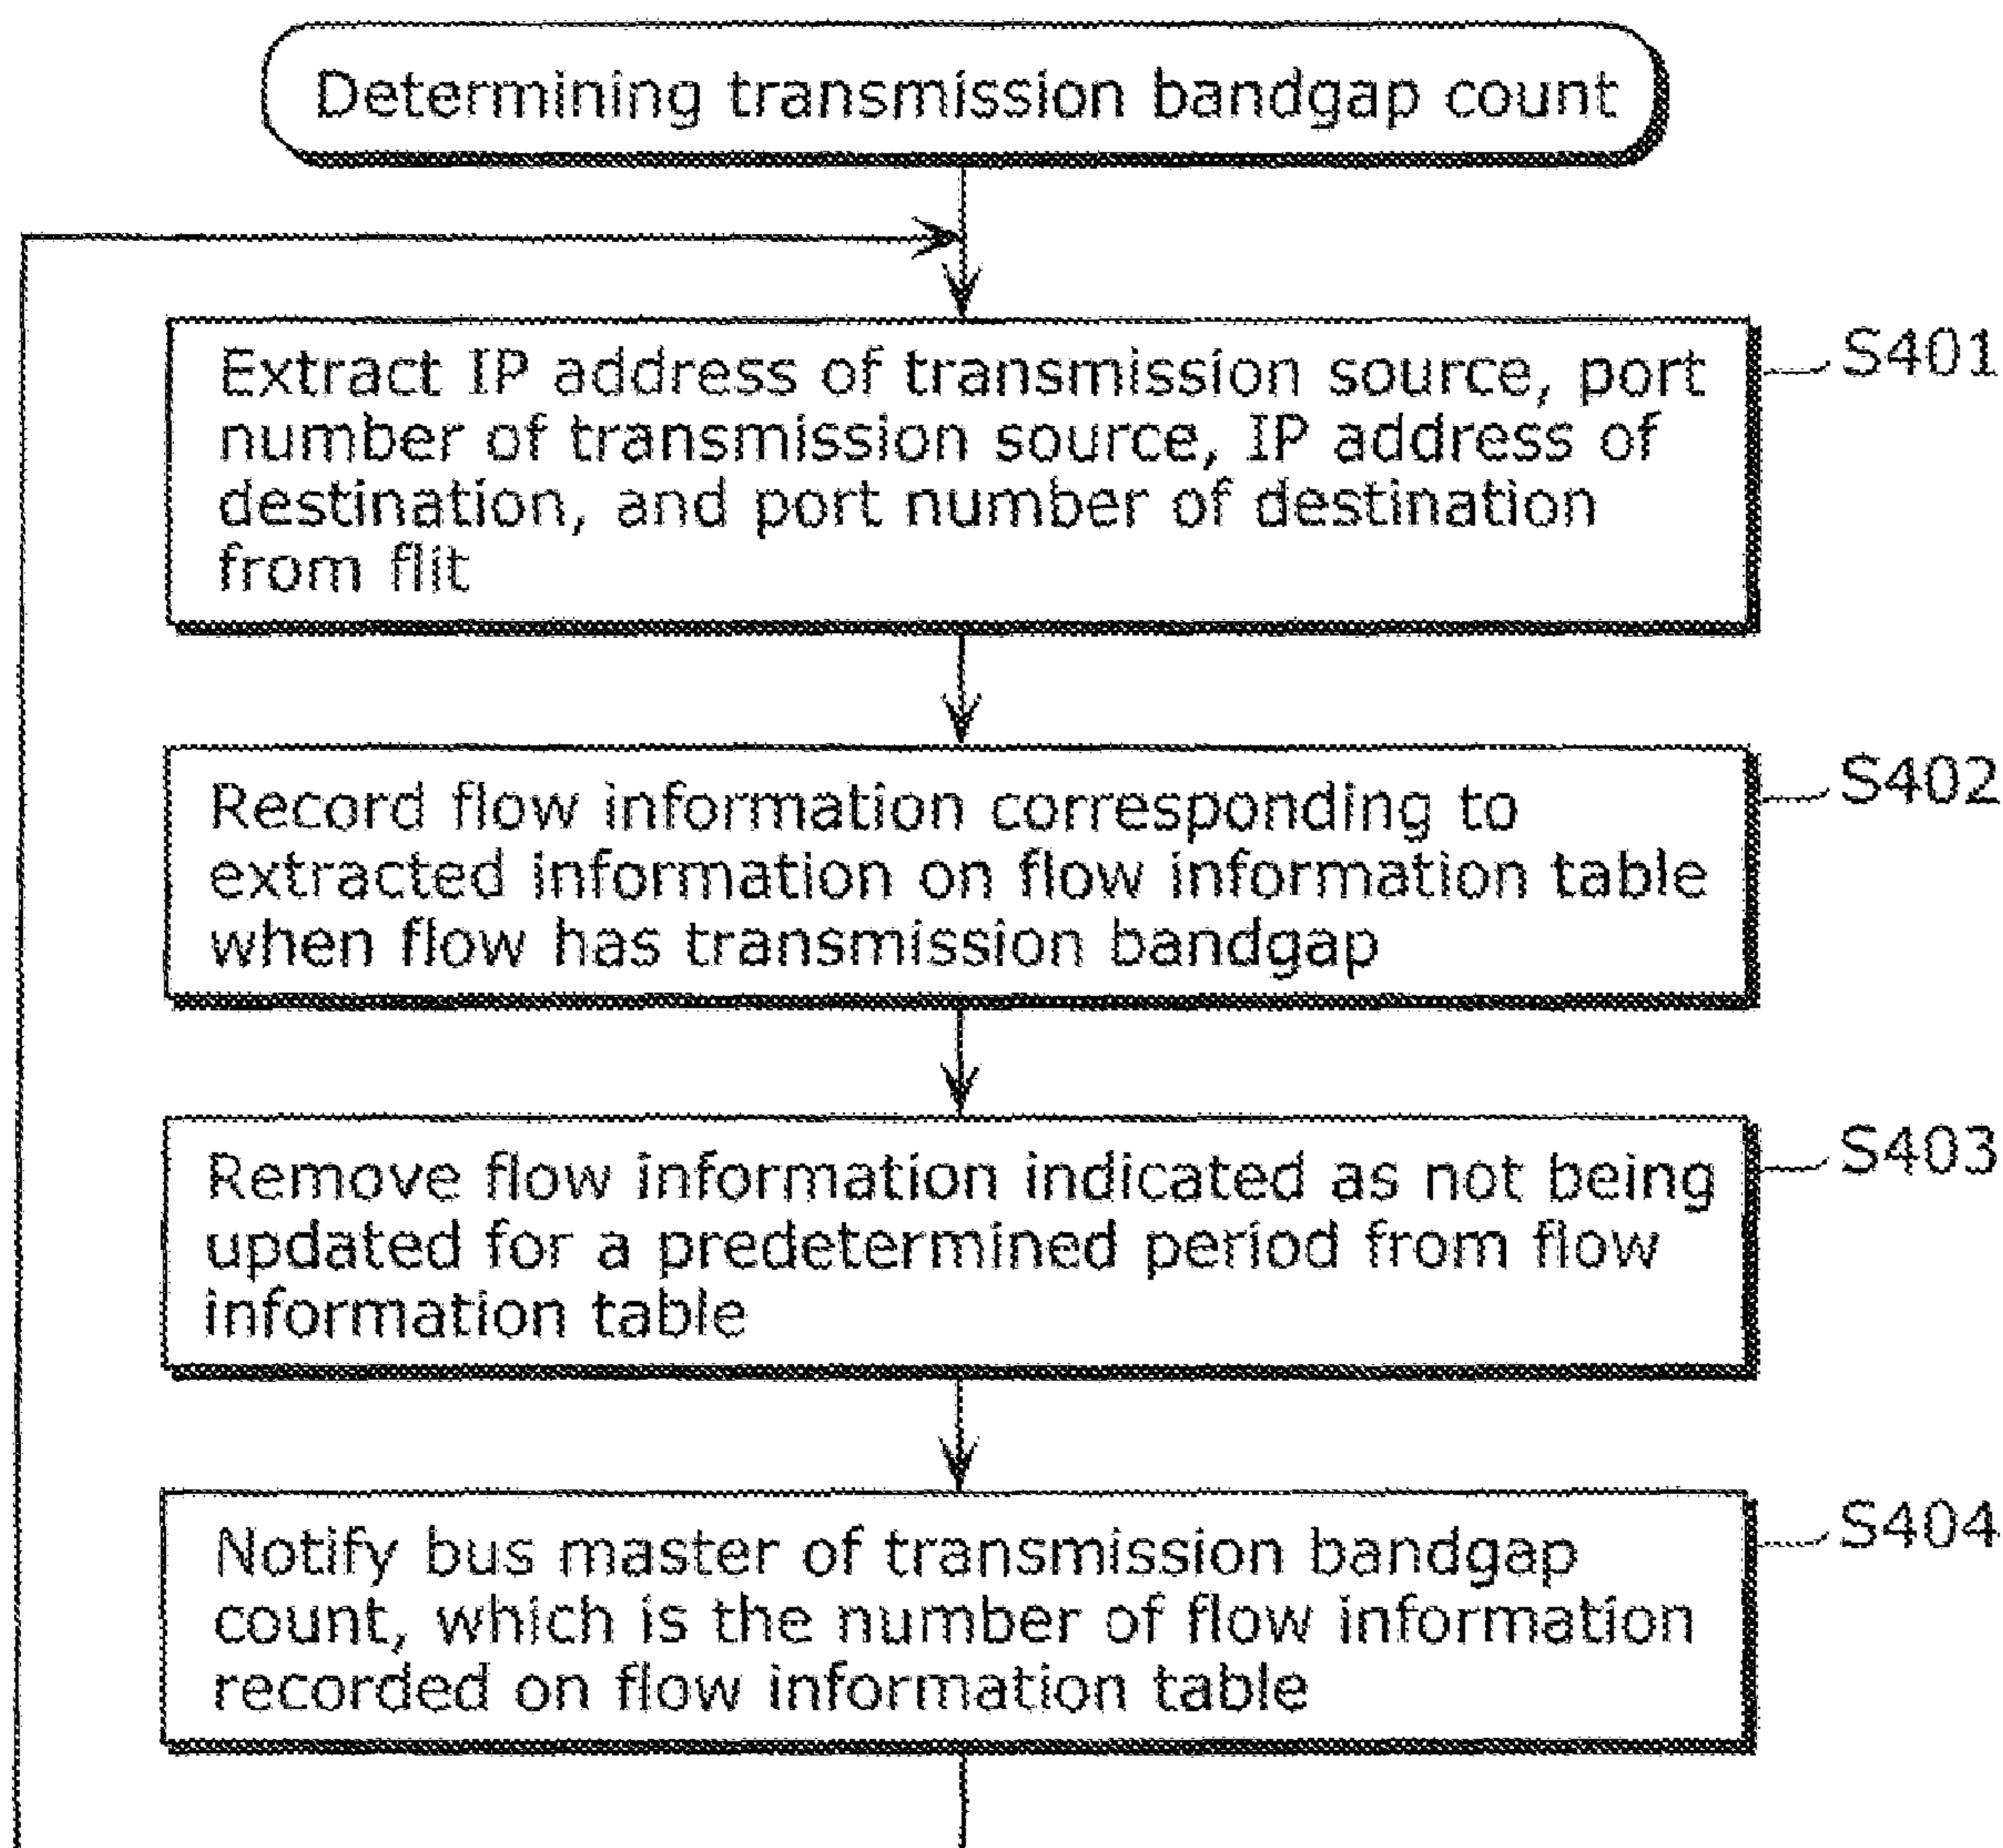 Determining transmission bandgap count
Extract IP address of transmission source, port
number of transmission source, IP address of
destination, and port number of destination
from flit
S401
Record flow information corresponding to
extracted information on flow information table
when flow has transmission bandgap
S402
Remove flow information indicated as not being
updated for a predetermined period from flow
information table
S403
Notify bus master of transmission bandgap
count, which is the number of flow information
recorded on flow information table
S404